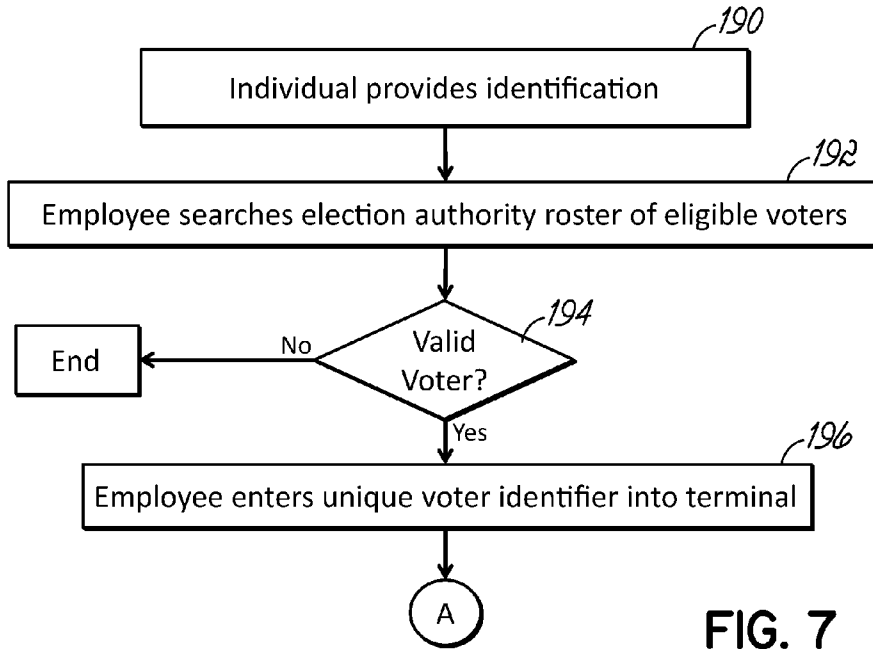 190
Individual provides identification
192
Employee searches election authority roster of eligible voters
194
Valid
Voter?
No
End
Yes
196
Employee enters unique voter identifier into terminal
A
FIG. 7